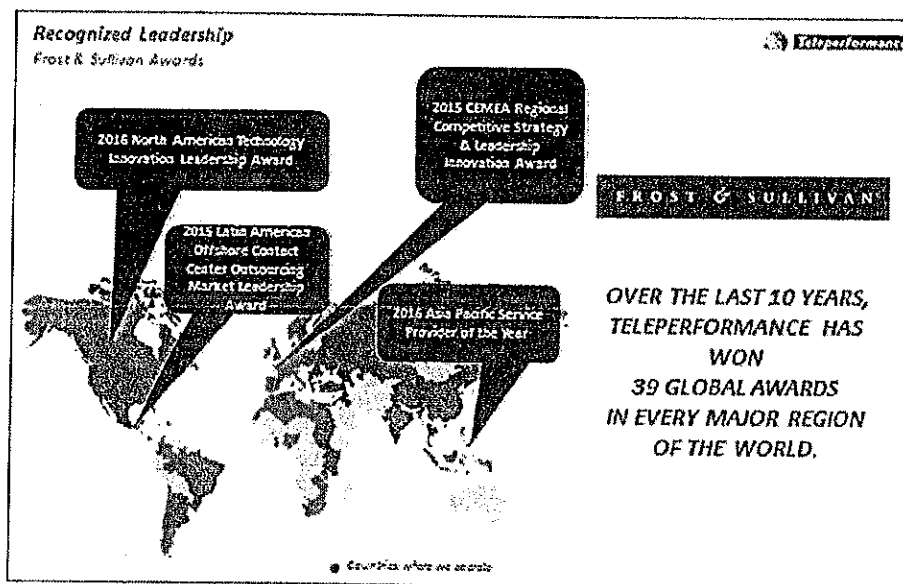 Recognized Leadership
Frost & Sullivan Awards
Teleperformance
2016 North American Technology
Innovation Leadership Award
2015 CEMEA Regional
Competitive Strategy
& Leadership
Innovation Award
FROST & SULLIVAN
2015 Latin American
Offshore Contact
Center Outsourcing
Market Leadership
Award
2016 Asia Pacific Service
Provider of the Year
OVER THE LAST 10 YEARS,
TELEPERFORMANCE HAS
WON
39 GLOBAL AWARDS
IN EVERY MAJOR REGION
OF THE WORLD.
Countries where we operate